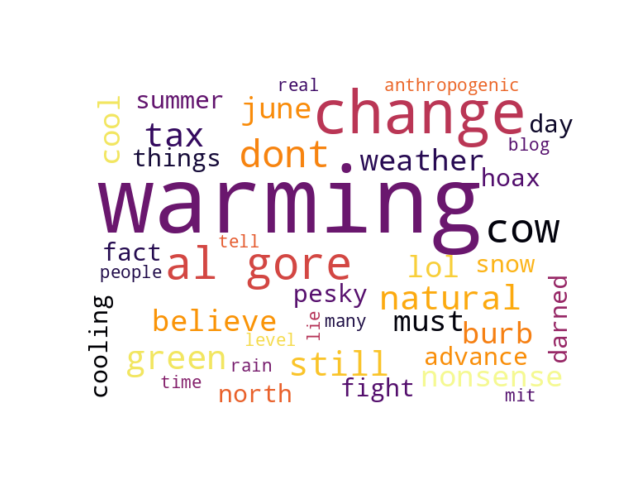 real
anthropogenic
summer
june
change
cool
tax
day
blog
things
dont
weather
hoax
warming
cow
tell
fact
al gore
people
lol
snow
pesky
natural
darned
cooling
believe
lie
many
must
burb
level
green
rain
still
advance
time
north
fight
nonsense
mit